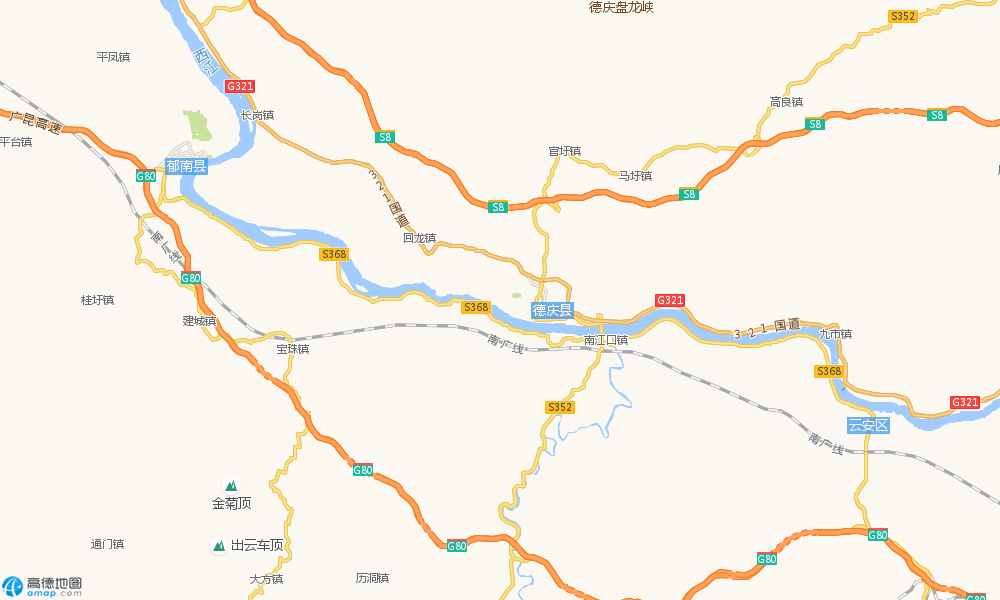 德庆盘龙峡
S352
平凤镇
西江
G321
高良镇
广昆高速
长岗镇
S8
S8
S8
平台镇
官圩镇
郁南县
G80
马圩镇
S8
S8
321国道
南广线
回龙镇
S368
G80
桂圩镇
S368
德庆县
G321
建城镇
321国道
九市镇
宝珠镇
南广线
南江口镇
S368
S352
G321
云安区
南广线
G80
金菊顶
G80
通门镇
出云车顶
G80
G80
大方镇
历洞镇
高德地图
amap.com
G80